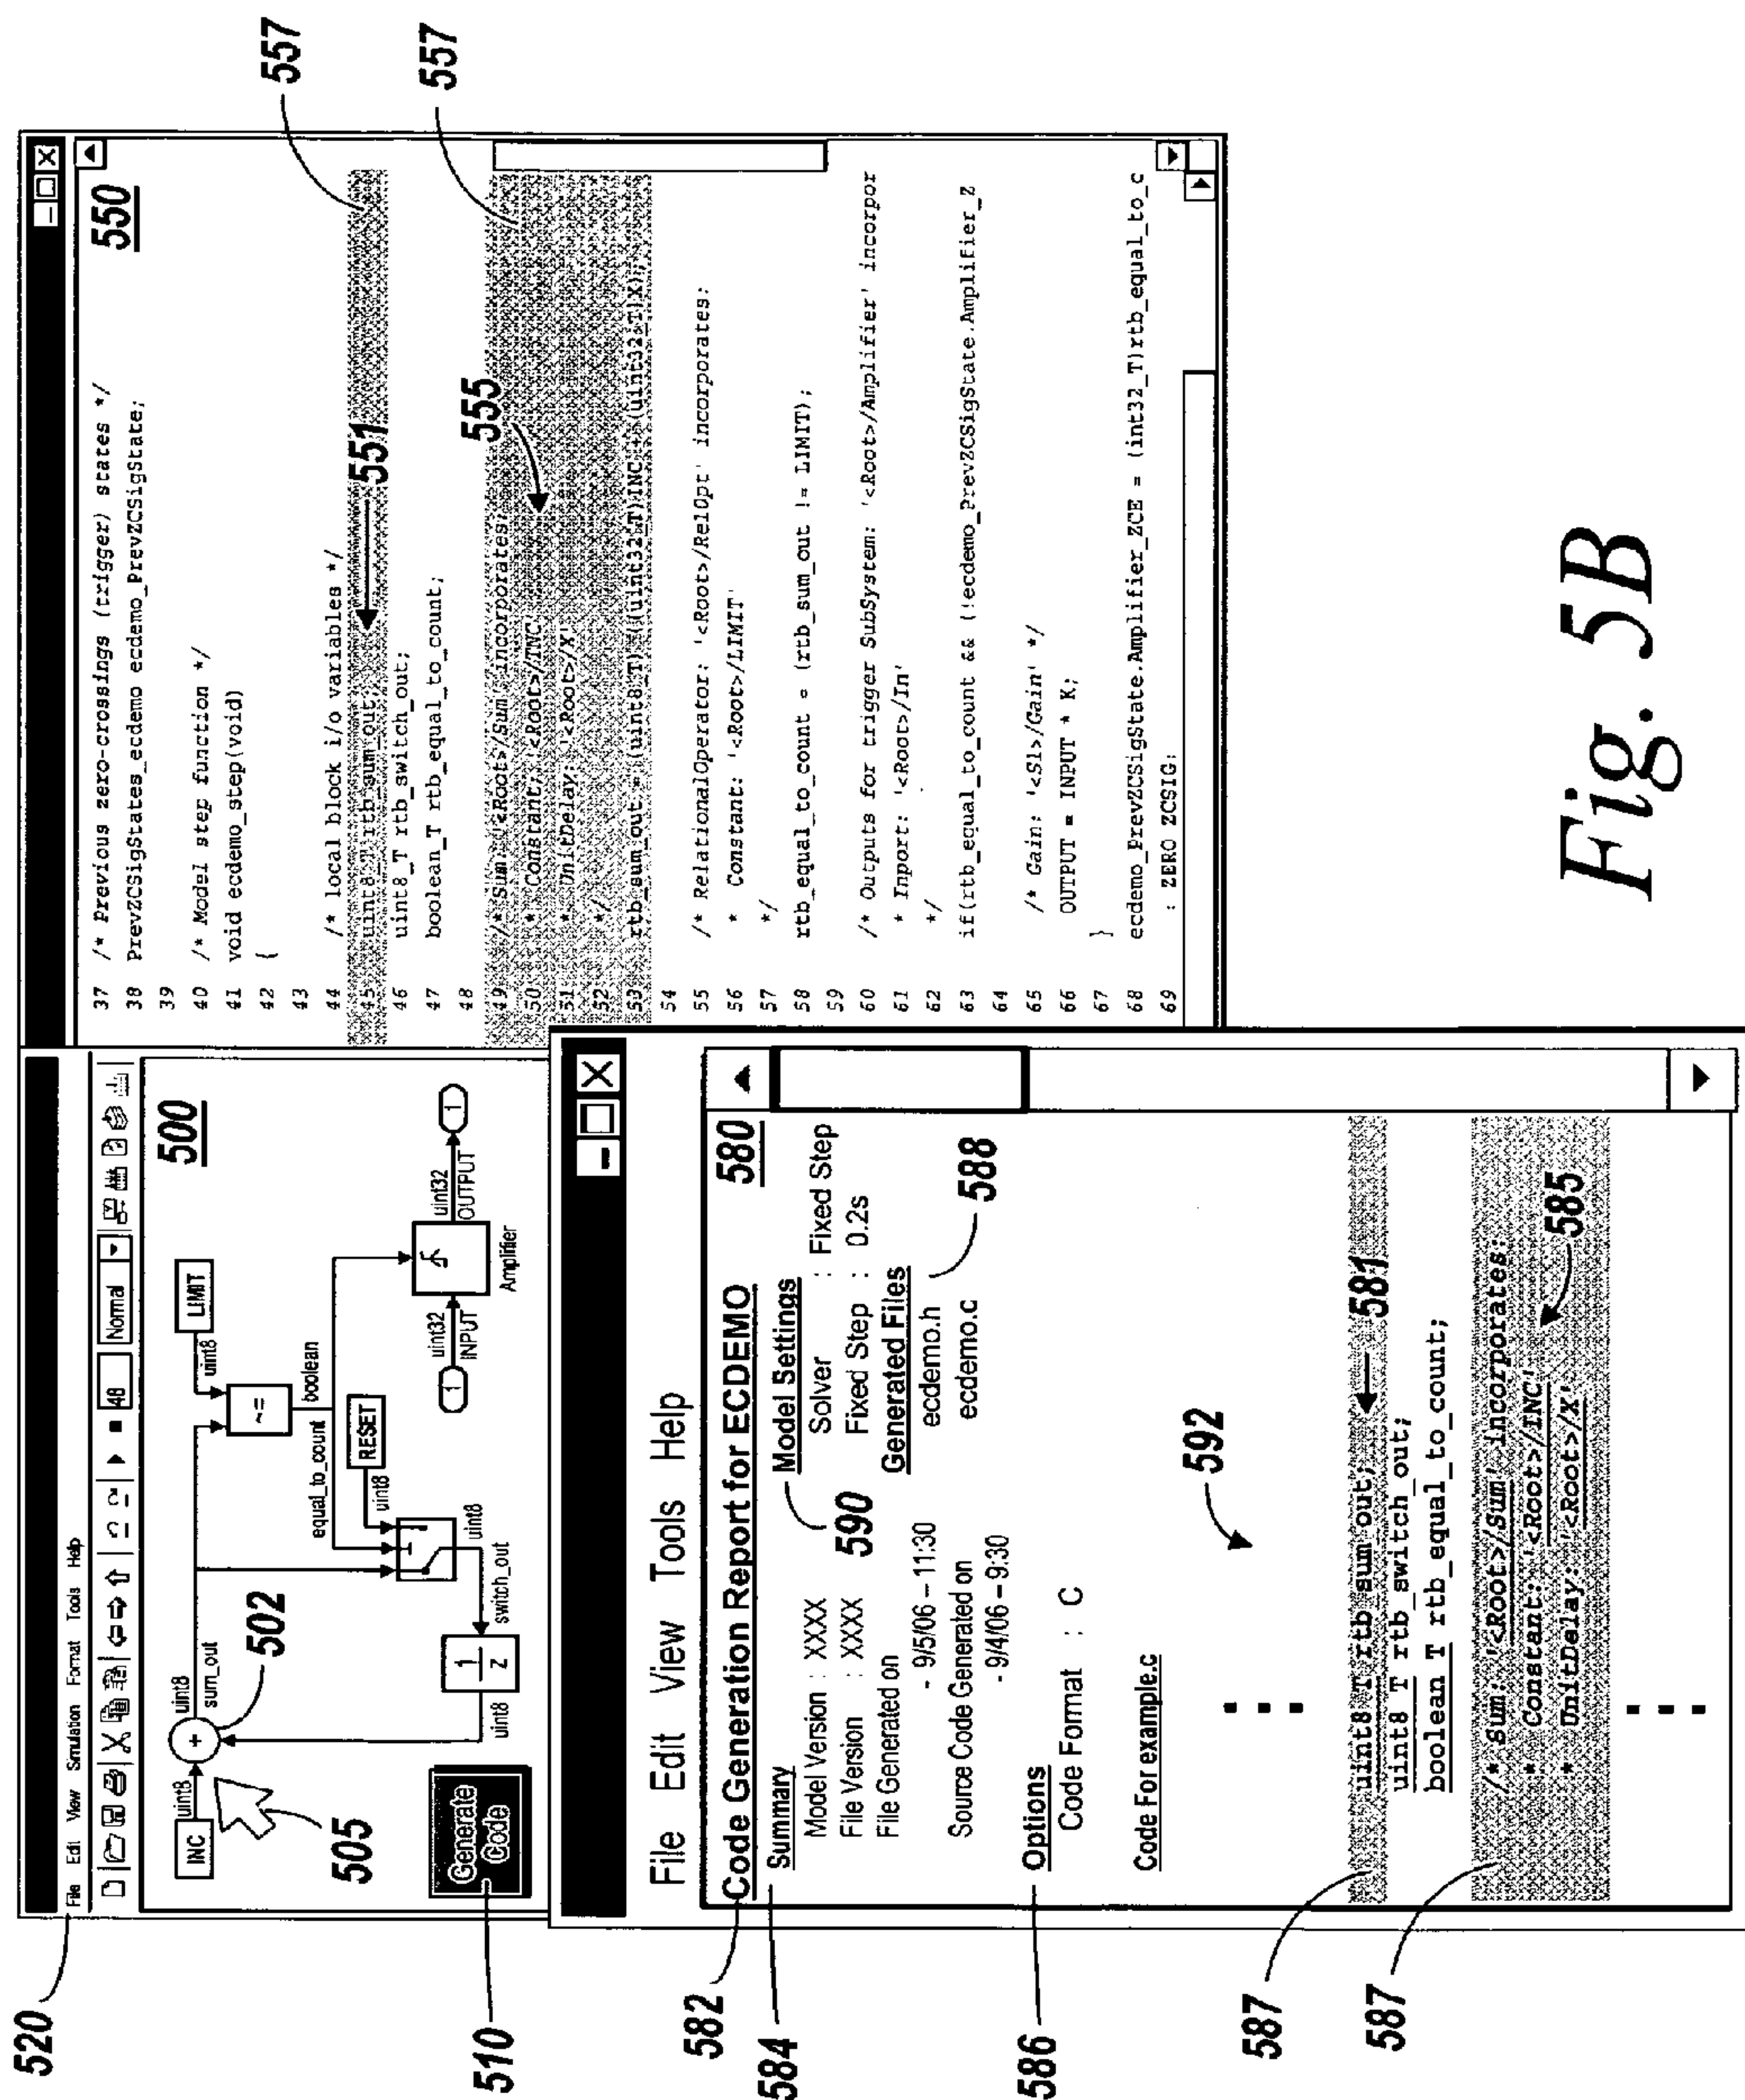 520
File Edit View Simulation Format Tools Help
48
Normal
500
INC
uint8
+
uint8
sum_out
502
505
LIMIT
uint8
~=
boolean
equal_to_count
RESET
uint8
uint8
switch_out
1
z
uint8
1
uint32
INPUT
Amplifier
uint32
OUTPUT
1
Generate
Code
510
550
37 /* Previous zero-crossings (trigger) states */
38 PrevZCSigStates_ecdemo ecdemo_PrevZCSigState;
39
40 /* Model step function */
41 void ecdemo_step(void)
42 {
43
44 /* local block i/o variables */
45 uint8_T rtb_sum_out;
551
557
46 uint8_T rtb_switch_out;
47 boolean_T rtb_equal_to_count;
48
49 /* Sum: '<Root>/Sum' incorporates:
50 * Constant: '<Root>/INC'
51 * UnitDelay: '<Root>/X'
52 */
53 rtb_sum_out = (uint8_T)((uint32_T)INC + (uint32_T)X);
555
557
54
55 /* RelationalOperator: '<Root>/RelOpt' incorporates:
56 * Constant: '<Root>/LIMIT'
57 */
58 rtb_equal_to_count = (rtb_sum_out != LIMIT);
59
60 /* Outputs for trigger SubSystem: '<Root>/Amplifier' incorpor
61 * Inport: '<Root>/In'
62 */
63 if(rtb_equal_to_count && (!ecdemo_PrevZCSigState.Amplifier_Z
64
65 /* Gain: '<S1>/Gain' */
66 OUTPUT = INPUT * K;
67 }
68 ecdemo_PrevZCSigState.Amplifier_ZCE = (int32_T)rtb_equal_to_c
69 : ZERO ZCSIG:
File Edit View Tools Help
580
582
Code Generation Report for ECDEMO
584
Summary
Model Version : XXXX
File Version : XXXX
File Generated on
- 9/5/06 – 11:30
Source Code Generated on
- 9/4/06 – 9:30
590
Model Settings
Solver : Fixed Step
Fixed Step : 0.2s
Generated Files
588
ecdemo.h
ecdemo.c
586
Options
Code Format : C
Code For example.c
592
587
uint8 T rtb sum out;
581
uint8 T rtb_switch_out;
boolean T rtb_equal_to_count;
587
/* Sum: '<Root>/Sum' incorporates:
* Constant: '<Root>/INC'
* UnitDelay: '<Root>/X'
585
Fig. 5B